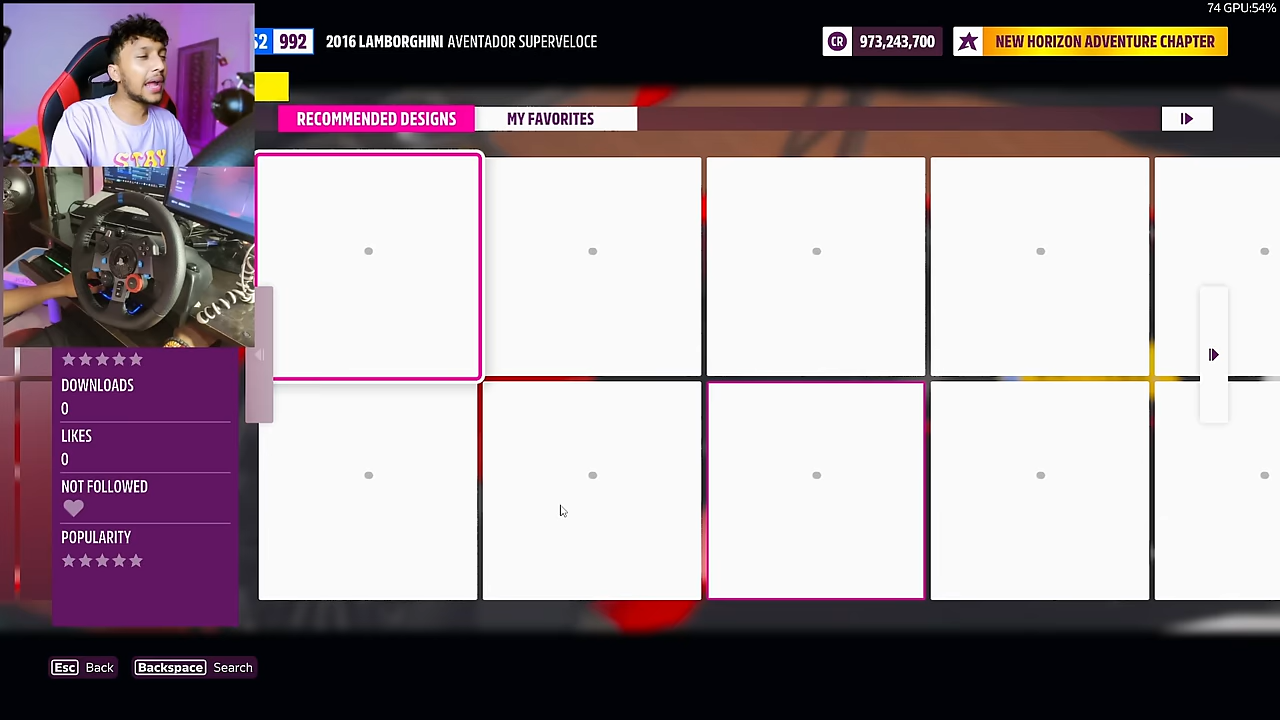 74 GPU:54%
S2 992 2016 LAMBORGHINI AVENTADOR SUPERVELOCE
CR 973,243,700
NEW HORIZON ADVENTURE CHAPTER
RECOMMENDED DESIGNS
MY FAVORITES
STAY
DOWNLOADS
0
LIKES
0
NOT FOLLOWED
POPULARITY
Esc Back
Backspace Search